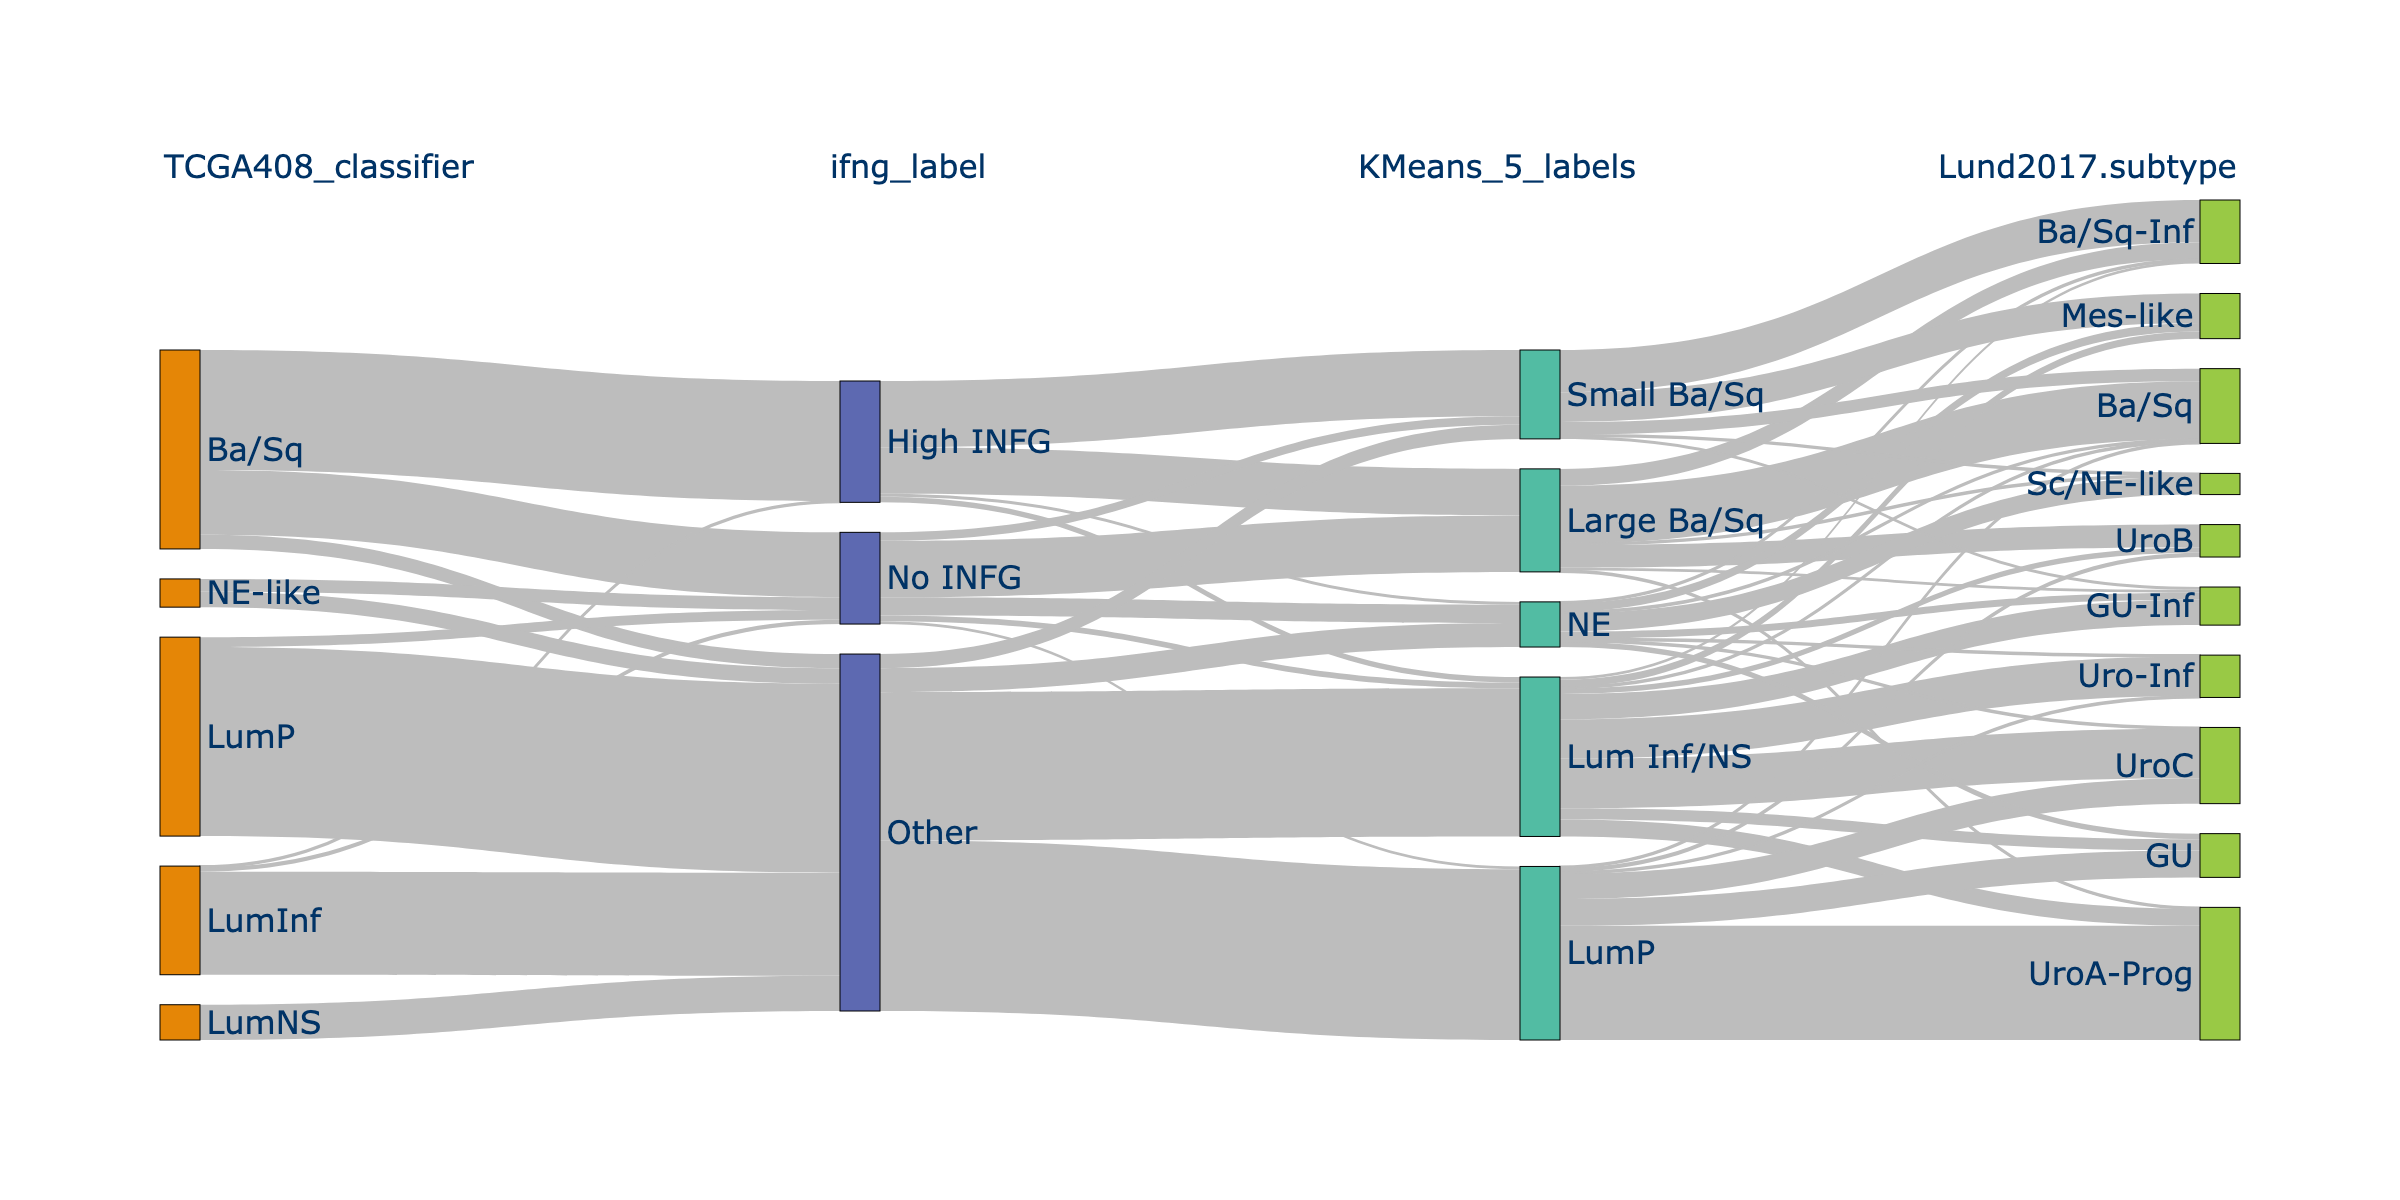 TCGA408_classifier
ifng_label
KMeans_5_labels
Lund2017.subtype
Ba/Sq
NE-like
LumP
LumInf
LumNS
High INFG
No INFG
Other
Small Ba/Sq
Large Ba/Sq
NE
Lum Inf/NS
LumP
Ba/Sq-Inf
Mes-like
Ba/Sq
Sc/NE-like
UroB
GU-Inf
Uro-Inf
UroC
GU
UroA-Prog